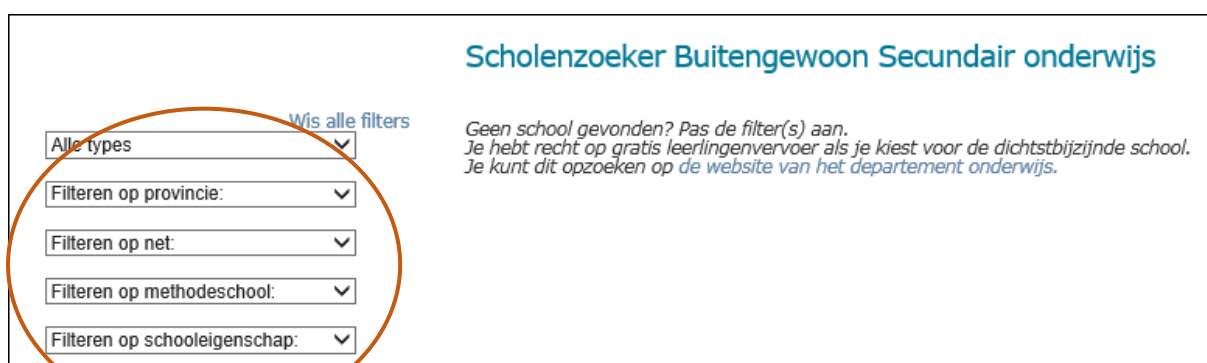 Scholenzoeker Buitengewoon Secundair onderwijs
Wis alle filters
Alle types
Filteren op provincie:
Filteren op net:
Filteren op methodeschool:
Filteren op schooleigenschap:
Geen school gevonden? Pas de filter(s) aan.
Je hebt recht op gratis leerlingenvervoer als je kiest voor de dichtstbijzijnde school.
Je kunt dit opzoeken op de website van het departement onderwijs.